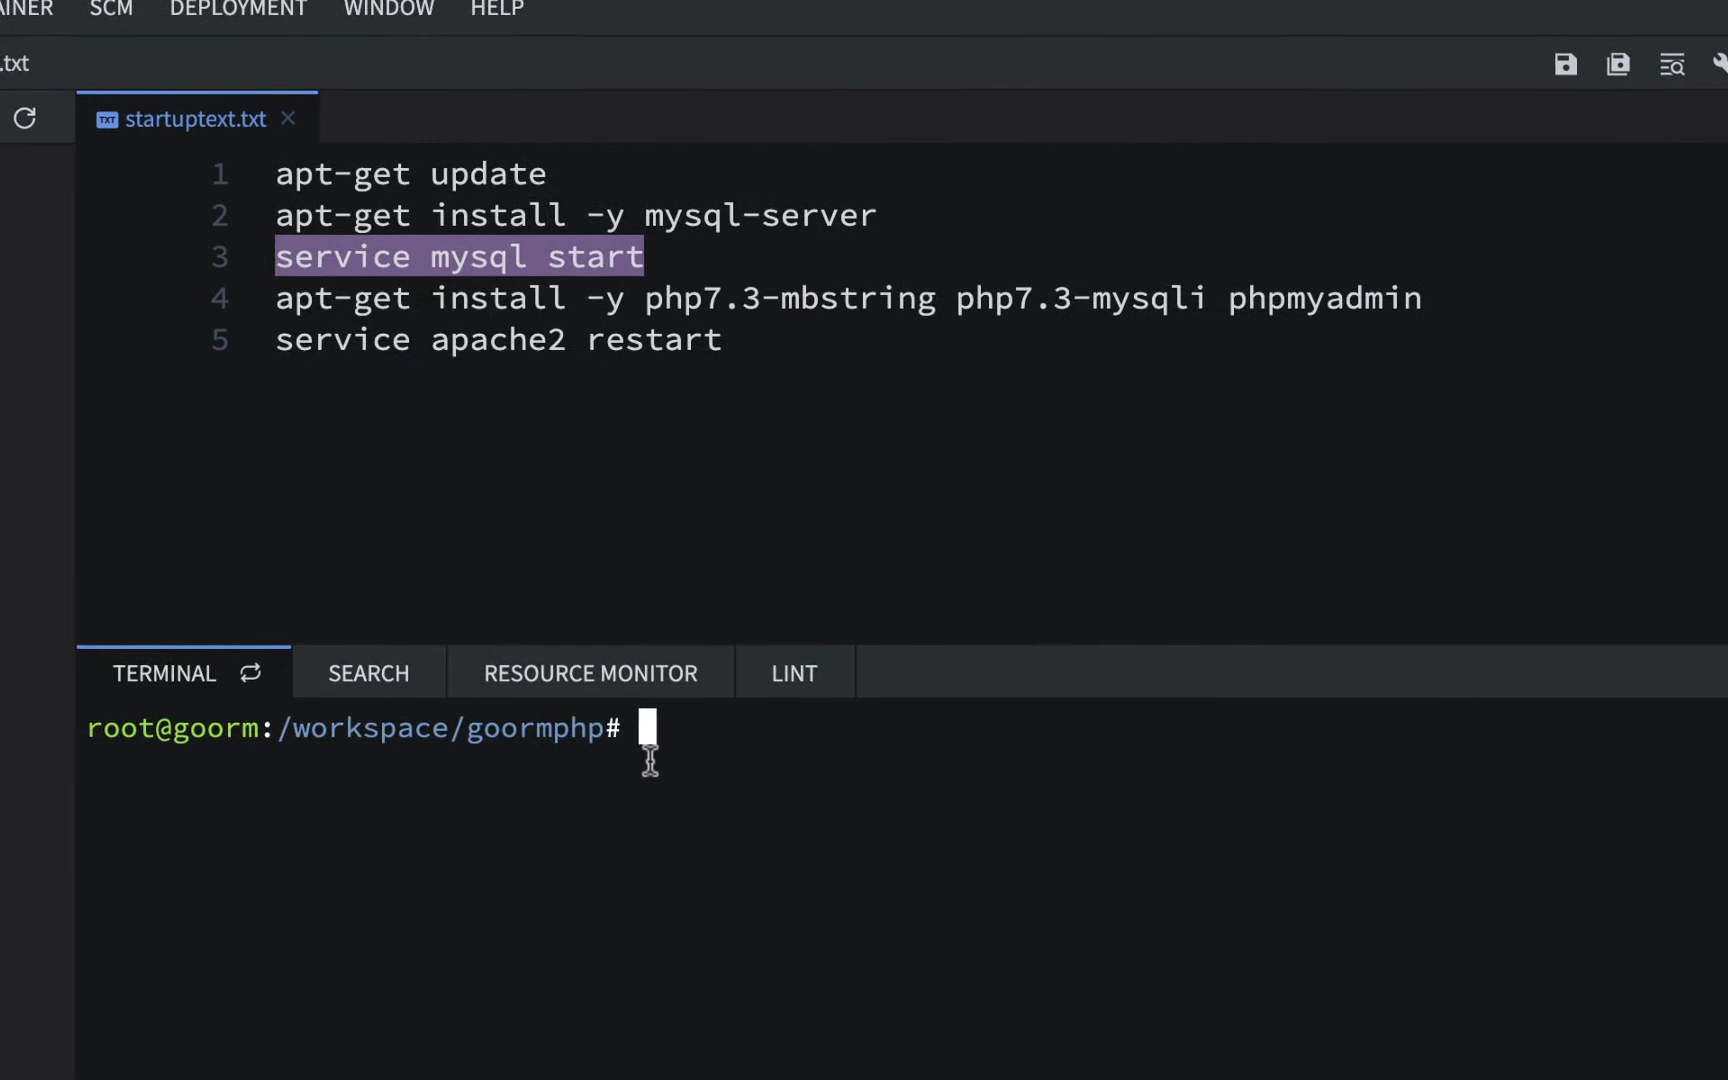 AINER SCM DEPLOYMENT WINDOW HELP
.txt
TXT startuptext.txt ×
1 apt-get update
2 apt-get install -y mysql-server
3 service mysql start
4 apt-get install -y php7.3-mbstring php7.3-mysqli phpmyadmin
5 service apache2 restart
TERMINAL SEARCH RESOURCE MONITOR LINT
root@goorm:/workspace/goormphp#